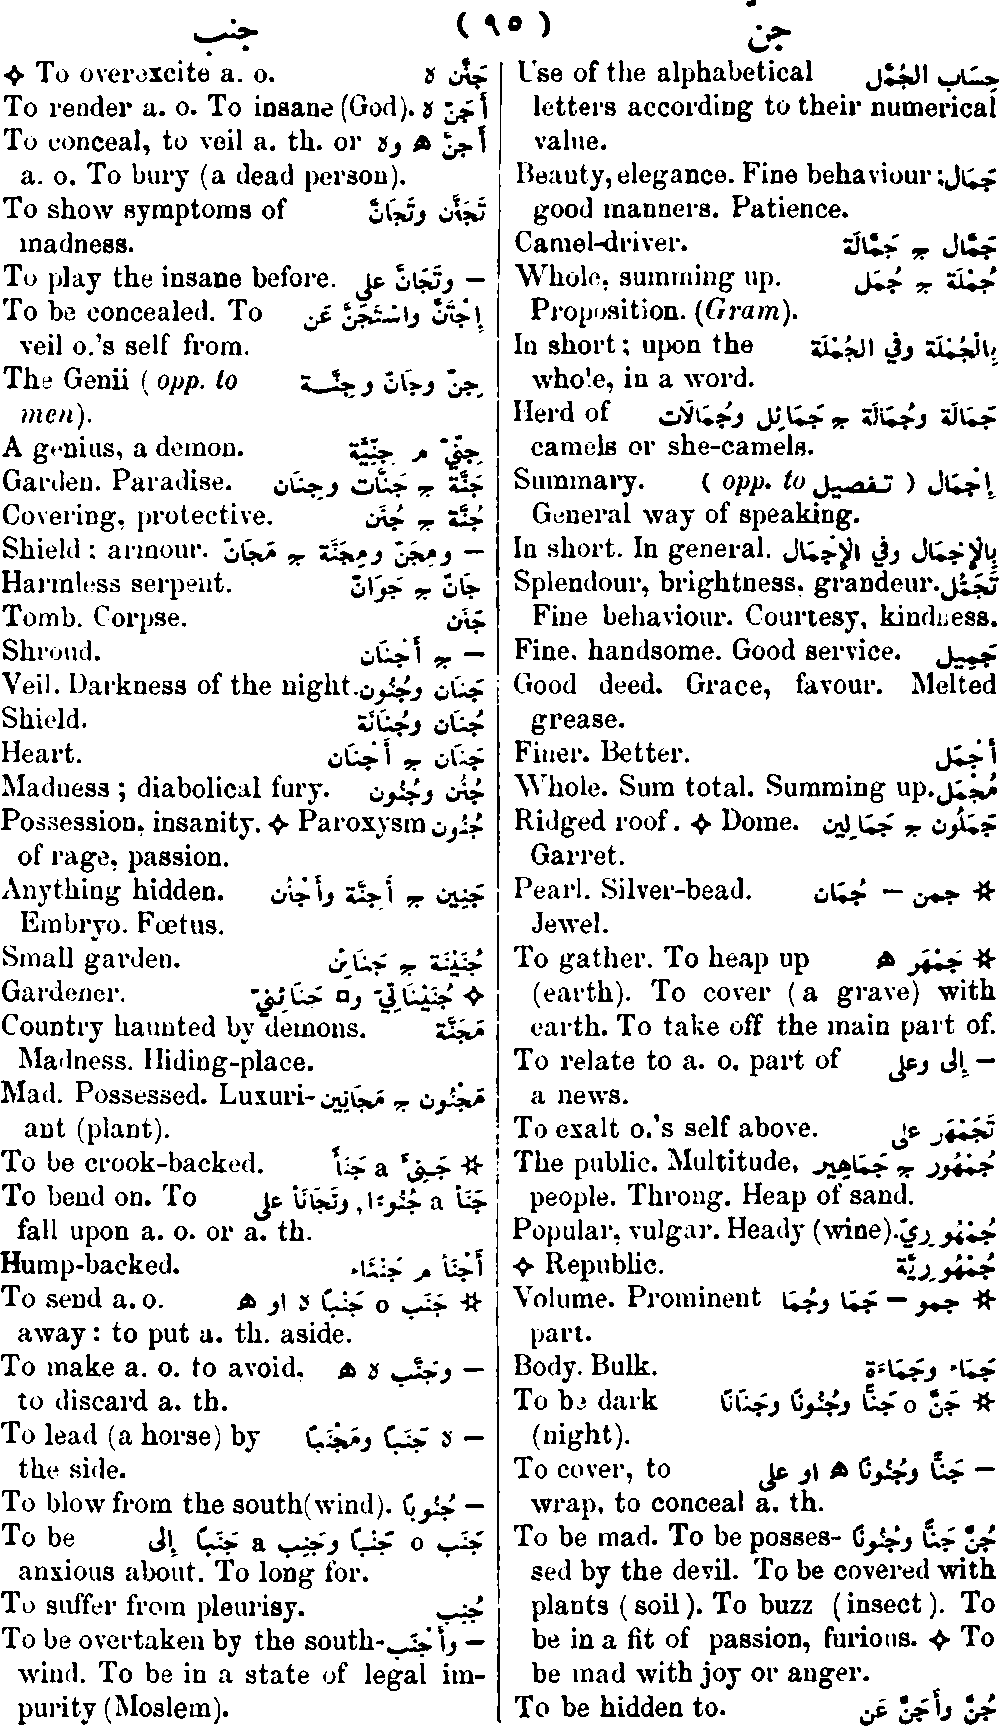 جنب ( ٩٥ ) جنّ
Use of the alphabetical حِسَاب الجُمَّل
letters according to their numerical
value.
Beauty, elegance. Fine behaviour; جَمَال
good manners. Patience.
Camel-driver. جَمَّال ج جَمَّالَة
Whole, summing up. جُمْلَة ج جُمَل
Proposition. (Gram).
In short; upon the بِالْجُمْلَة وفي الجُمْلَة
whole, in a word.
Herd of جَمَالَة وجُمَالَة ج جَمَائِل وجُمَالَات
camels or she-camels.
Summary. ( opp. to تفصيل ) إِجْمَال
General way of speaking.
In short. In general. بِالإِجْمَال وفي الإِجْمَال
Splendour, brightness, grandeur. تَجَمُّل
Fine behaviour. Courtesy, kindness.
Fine, handsome. Good service. جَمِيل
Good deed. Grace, favour. Melted
grease.
Finer. Better. أَجْمَل
Whole. Sum total. Summing up. مُجْمَل
Ridged roof. ✧ Dome. جَمَلُون ج جَمَالِين
Garret.
Pearl. Silver-bead. ✲ جمن – جُمَان
Jewel.
To gather. To heap up ✲ جَمْهَر ه
(earth). To cover (a grave) with
earth. To take off the main part of.
To relate to a. o. part of – إِلى وعلى
a news.
To exalt o.'s self above. تَجَمْهَر على
The public. Multitude, جُمْهُور ج جَمَاهِير
people. Throng. Heap of sand.
Popular, vulgar. Heady (wine). جُمْهُورِيّ
✧ Republic. جُمْهُورِيَّة
Volume. Prominent ✲ جمو – جَمَا وجُمَا
part.
Body. Bulk. جَمَاء وجَمَاءَة
To be dark ✲ جَنَّ o جَنًّا وجُنُونًا وجَنَانًا
(night).
To cover, to – جَنًّا وجُنُونًا ه او على
wrap, to conceal a. th.
To be mad. To be posses- جُنَّ جَنًّا وجُنُونًا
sed by the devil. To be covered with
plants (soil). To buzz (insect). To
be in a fit of passion, furious. ✧ To
be mad with joy or anger.
To be hidden to. جُنَّ وأَجَنَّ عَن
✧ To overexcite a. o. جَنَّن ه
To render a. o. To insane (God). أَجَنّ ه
To conceal, to veil a. th. or أَجَنّ ه وه
a. o. To bury (a dead person).
To show symptoms of تَجَنَّن وتَجَانَّ
madness.
To play the insane before. – وتَجَانَّ على
To be concealed. To إِجْتَنَّ واسْتَجَنَّ عَن
veil o.'s self from.
The Genii ( opp. to جِنّ وجَانّ وجِنَّة
men).
A genius, a demon. جِنِّيّ م جِنِّيَّة
Garden. Paradise. جَنَّة ج جَنَّات وجِنَان
Covering, protective. جُنَّة ج جُنَن
Shield; armour. – ومِجَنّ ومِجَنَّة ج مَجَانّ
Harmless serpent. جَانّ ج جَوَانّ
Tomb. Corpse. جَنَن
Shroud. – ج أَجْنَان
Veil. Darkness of the night. جَنَان وجُنُون
Shield. جُنَان وجُنَانَة
Heart. جَنَان ج أَجْنَان
Madness; diabolical fury. جُنُن وجُنُون
Possession, insanity. ✧ Paroxysm جُنُون
of rage, passion.
Anything hidden. جَنِين ج أَجِنَّة وأَجْنُن
Embryo. Fœtus.
Small garden. جُنَيْنَة ج جَنَايِن
Gardener. ✧ جُنَيْنَاتِيّ و□ جَنَائِنِيّ
Country haunted by demons. مَجَنَّة
Madness. Hiding-place.
Mad. Possessed. Luxuri- مَجْنُون ج مَجَانِين
ant (plant).
To be crook-backed. ✲ جَنِئَ a جَنَأ
To bend on. To جَنَأ a جُنُوءًا, وتَجَانَأ على
fall upon a. o. or a. th.
Hump-backed. أَجْنَأ م جَنْآء
To send a. o. ✲ جَنَب o جَنْبًا ه او ه
away: to put a. th. aside.
To make a. o. to avoid, – وجَنَّب ه ه
to discard a. th.
To lead (a horse) by – ه جَنَبًا ومَجْنَبًا
the side.
To blow from the south (wind). – جُنُوبًا
To be جَنَب o جَنْبًا وجَنِب a جَنَبًا إِلى
anxious about. To long for.
To suffer from pleurisy. جُنِب
To be overtaken by the south- – وأُجْنِب
wind. To be in a state of legal im-
purity (Moslem).